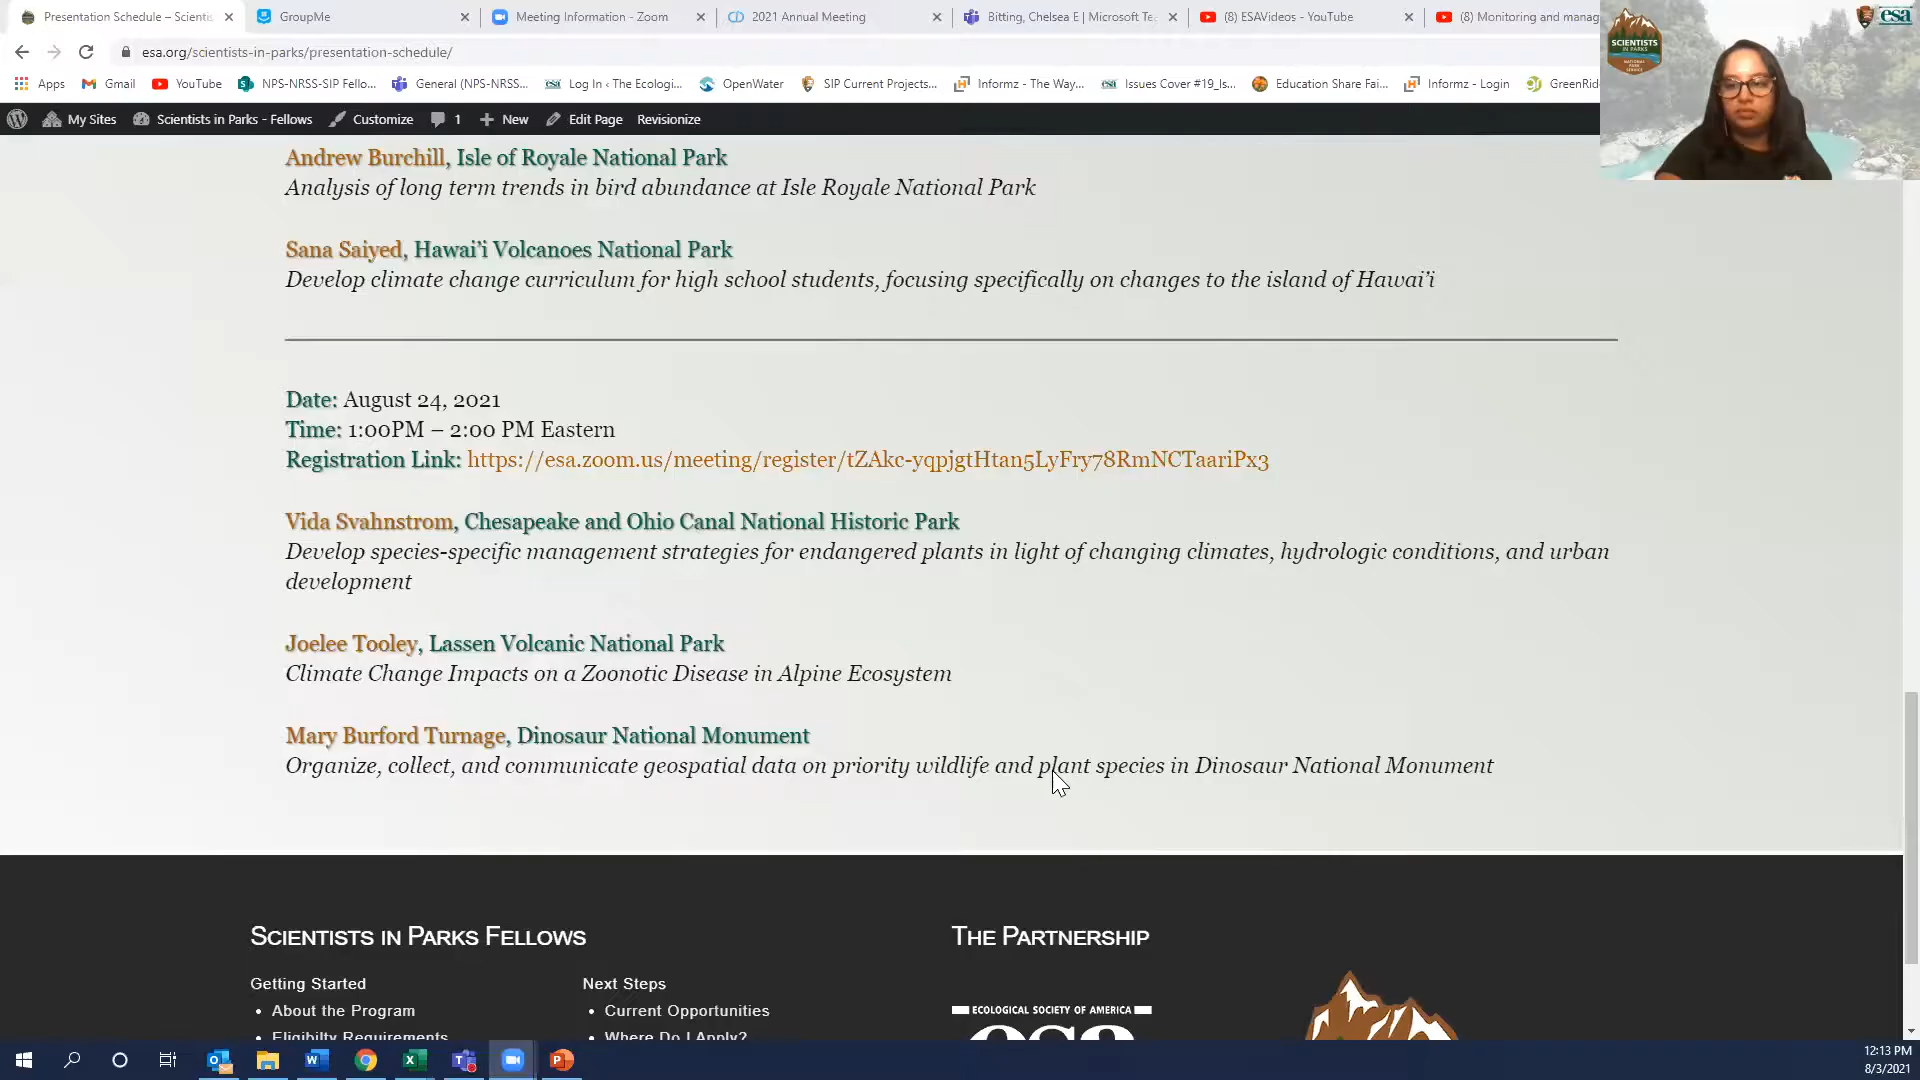 Presentation Schedule – Scientis
GroupMe
Meeting Information - Zoom
2021 Annual Meeting
Bitting, Chelsea E | Microsoft Te
(8) ESAVideos - YouTube
(8) Monitoring and manag
esa.org/scientists-in-parks/presentation-schedule/
Apps
Gmail
YouTube
NPS-NRSS-SIP Fello...
General (NPS-NRSS...
Log In ‹ The Ecologi...
OpenWater
SIP Current Projects...
Informz - The Way...
Issues Cover #19_Is...
Education Share Fai...
Informz - Login
GreenRid
SCIENTISTS
IN PARKS
esa
My Sites
Scientists in Parks - Fellows
Customize
1
New
Edit Page
Revisionize
Andrew Burchill, Isle of Royale National Park
Analysis of long term trends in bird abundance at Isle Royale National Park
Sana Saiyed, Hawai’i Volcanoes National Park
Develop climate change curriculum for high school students, focusing specifically on changes to the island of Hawai’i
Date: August 24, 2021
Time: 1:00PM – 2:00 PM Eastern
Registration Link: https://esa.zoom.us/meeting/register/tZAkc-yqpjgtHtan5LyFry78RmNCTaariPx3
Vida Svahnstrom, Chesapeake and Ohio Canal National Historic Park
Develop species-specific management strategies for endangered plants in light of changing climates, hydrologic conditions, and urban
development
Joelee Tooley, Lassen Volcanic National Park
Climate Change Impacts on a Zoonotic Disease in Alpine Ecosystem
Mary Burford Turnage, Dinosaur National Monument
Organize, collect, and communicate geospatial data on priority wildlife and plant species in Dinosaur National Monument
SCIENTISTS IN PARKS FELLOWS
THE PARTNERSHIP
Getting Started
Next Steps
• About the Program
• Current Opportunities
• Eligibilty Requirements
• Where Do I Apply?
ECOLOGICAL SOCIETY OF AMERICA
esa
12:13 PM
8/3/2021